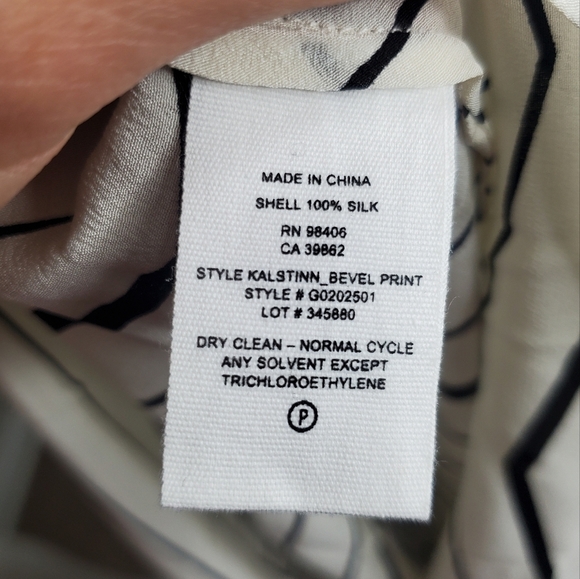 MADE IN CHINA
SHELL 100% SILK
RN 98406
CA 39862
STYLE KALSTINN_BEVEL PRINT
STYLE # G0202501
LOT # 345880
DRY CLEAN – NORMAL CYCLE
ANY SOLVENT EXCEPT
TRICHLOROETHYLENE
P